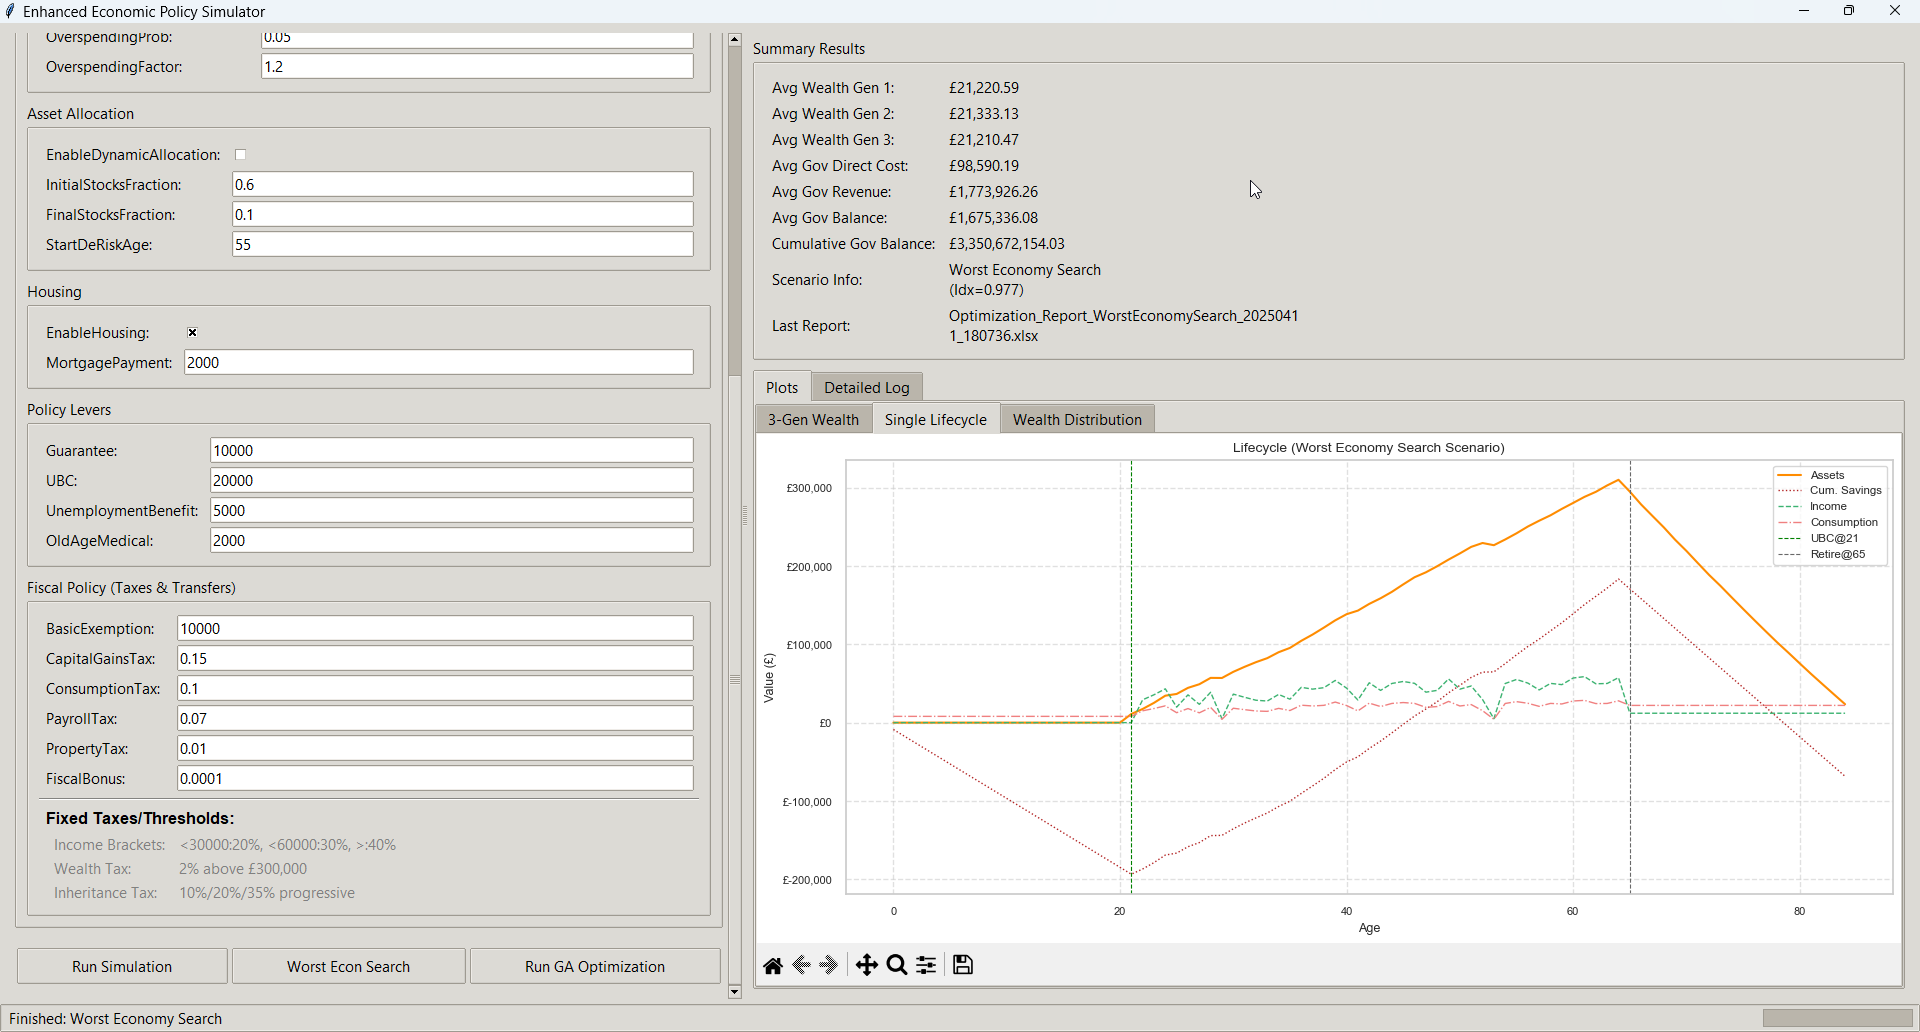 Enhanced Economic Policy Simulator
OverspendingProb: 0.05
OverspendingFactor: 1.2
Asset Allocation
EnableDynamicAllocation:
InitialStocksFraction: 0.6
FinalStocksFraction: 0.1
StartDeRiskAge: 55
Housing
EnableHousing:
MortgagePayment: 2000
Policy Levers
Guarantee: 10000
UBC: 20000
UnemploymentBenefit: 5000
OldAgeMedical: 2000
Fiscal Policy (Taxes & Transfers)
BasicExemption: 10000
CapitalGainsTax: 0.15
ConsumptionTax: 0.1
PayrollTax: 0.07
PropertyTax: 0.01
FiscalBonus: 0.0001
Fixed Taxes/Thresholds:
Income Brackets: <30000:20%, <60000:30%, >:40%
Wealth Tax: 2% above £300,000
Inheritance Tax: 10%/20%/35% progressive
Run Simulation
Worst Econ Search
Run GA Optimization
Summary Results
Avg Wealth Gen 1: £21,220.59
Avg Wealth Gen 2: £21,333.13
Avg Wealth Gen 3: £21,210.47
Avg Gov Direct Cost: £98,590.19
Avg Gov Revenue: £1,773,926.26
Avg Gov Balance: £1,675,336.08
Cumulative Gov Balance: £3,350,672,154.03
Scenario Info: Worst Economy Search
(Idx=0.977)
Last Report: Optimization_Report_WorstEconomySearch_2025041
1_180736.xlsx
Plots
Detailed Log
3-Gen Wealth
Single Lifecycle
Wealth Distribution
Lifecycle (Worst Economy Search Scenario)
Assets
Cum. Savings
Income
Consumption
UBC@21
Retire@65
Value (£)
£300,000
£200,000
£100,000
£0
£-100,000
£-200,000
0
20
40
60
80
Age
Finished: Worst Economy Search